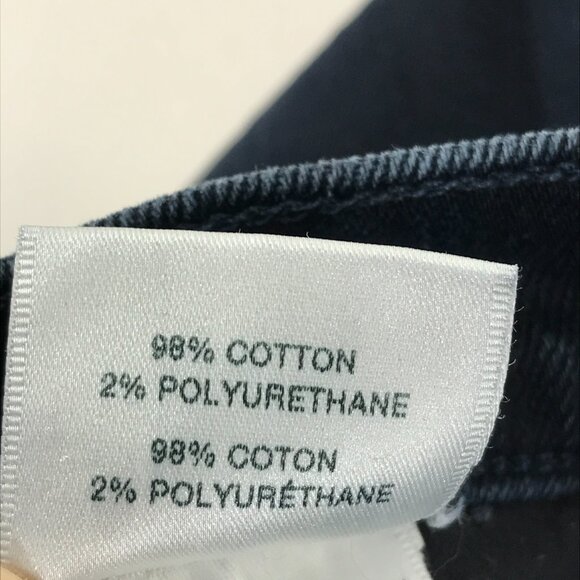 98% COTTON
2% POLYURETHANE
98% COTON
2% POLYURÉTHANE